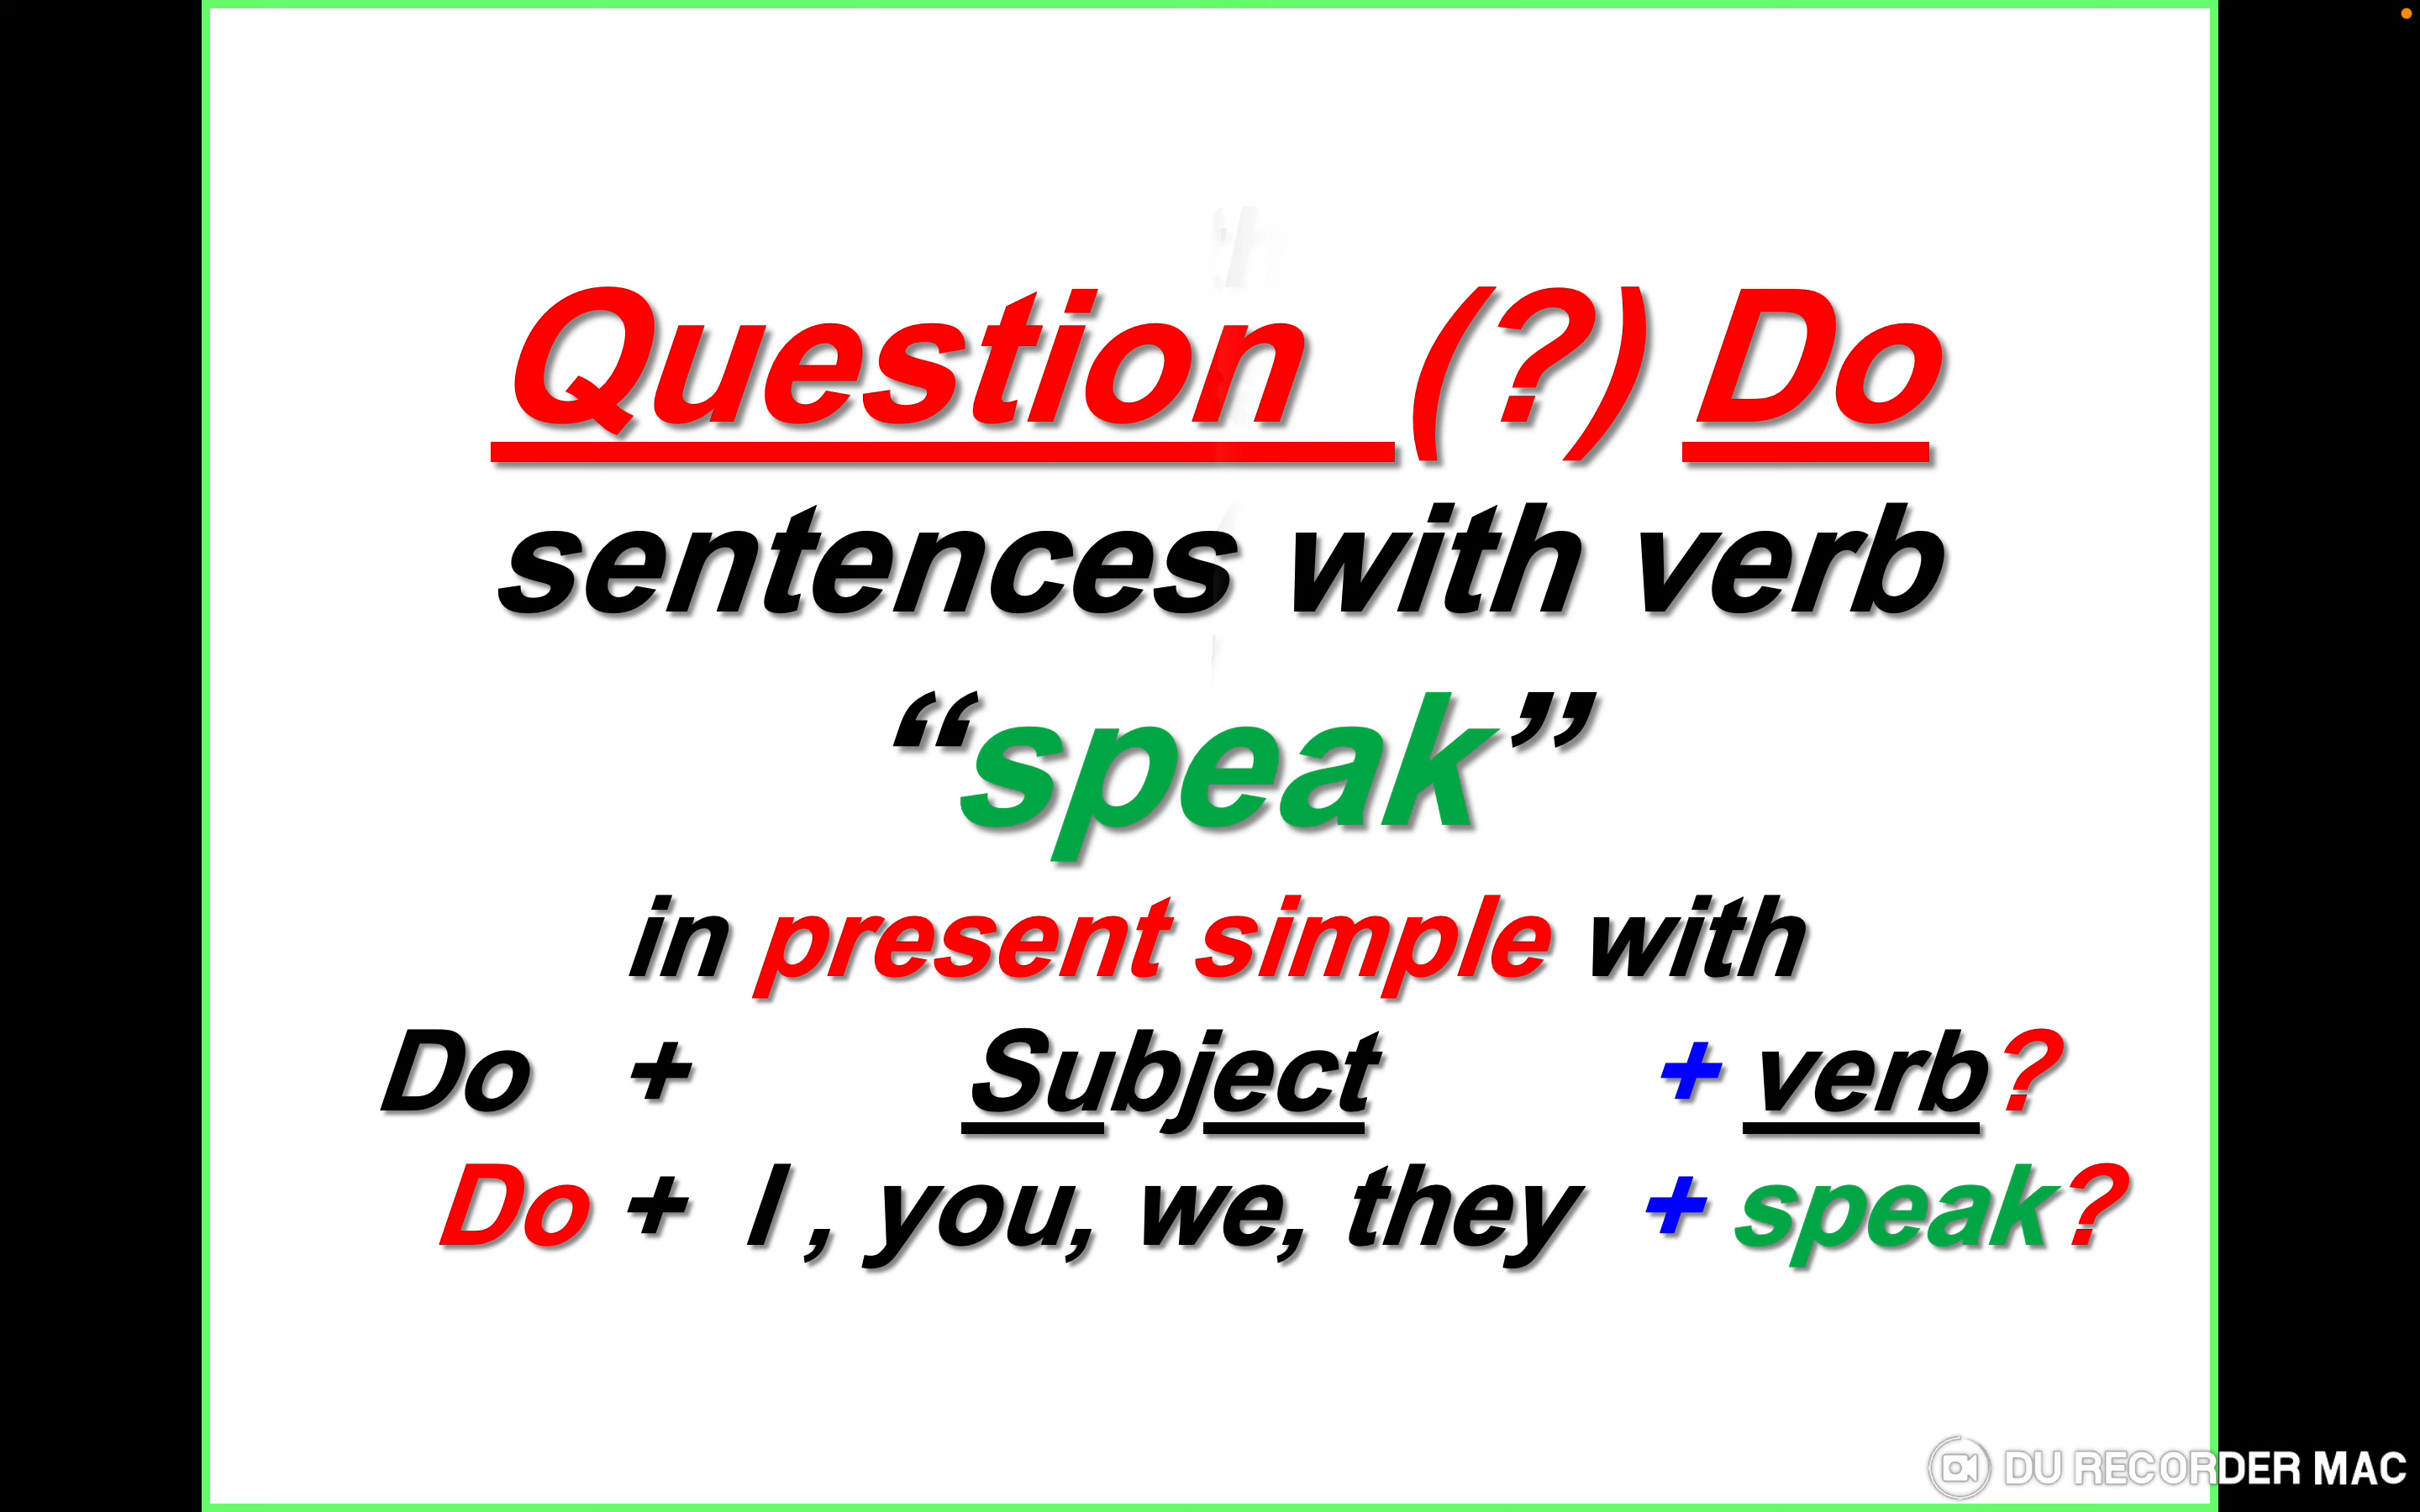 Question (?) Do
sentences with verb
“speak”
in present simple with
Do + Subject + verb?
Do + I , you, we, they + speak?
DU RECORDER MAC